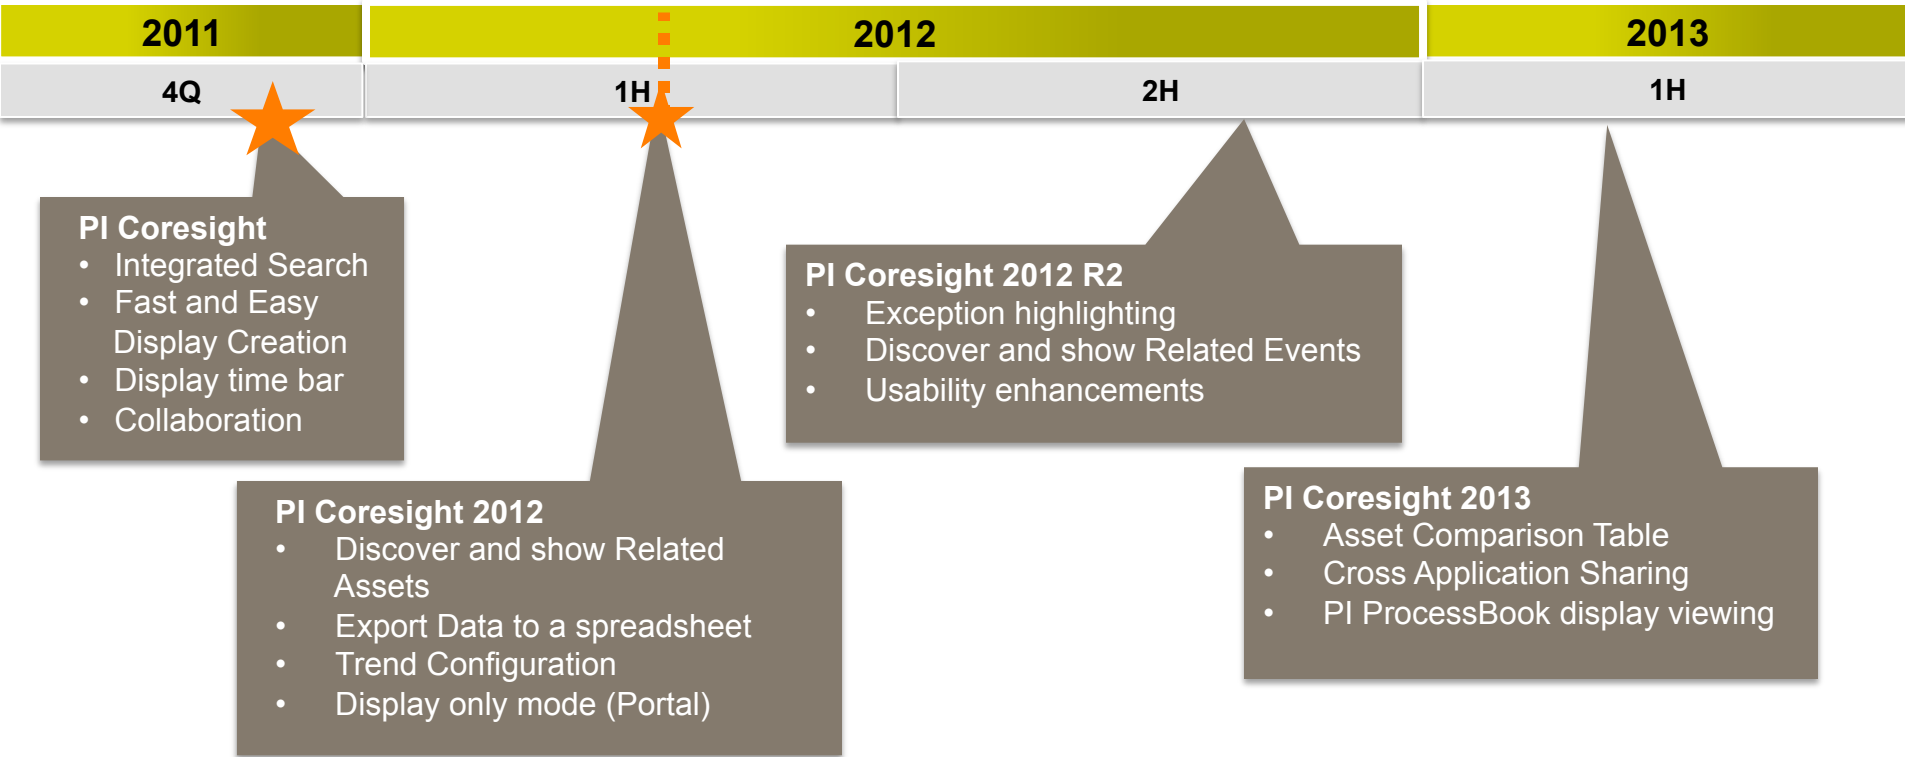 2011
2012
2013
4Q
1H
2H
1H
PI Coresight
• Integrated Search
• Fast and Easy
Display Creation
• Display time bar
• Collaboration
PI Coresight 2012
• Discover and show Related
Assets
• Export Data to a spreadsheet
• Trend Configuration
• Display only mode (Portal)
PI Coresight 2012 R2
• Exception highlighting
• Discover and show Related Events
• Usability enhancements
PI Coresight 2013
• Asset Comparison Table
• Cross Application Sharing
• PI ProcessBook display viewing